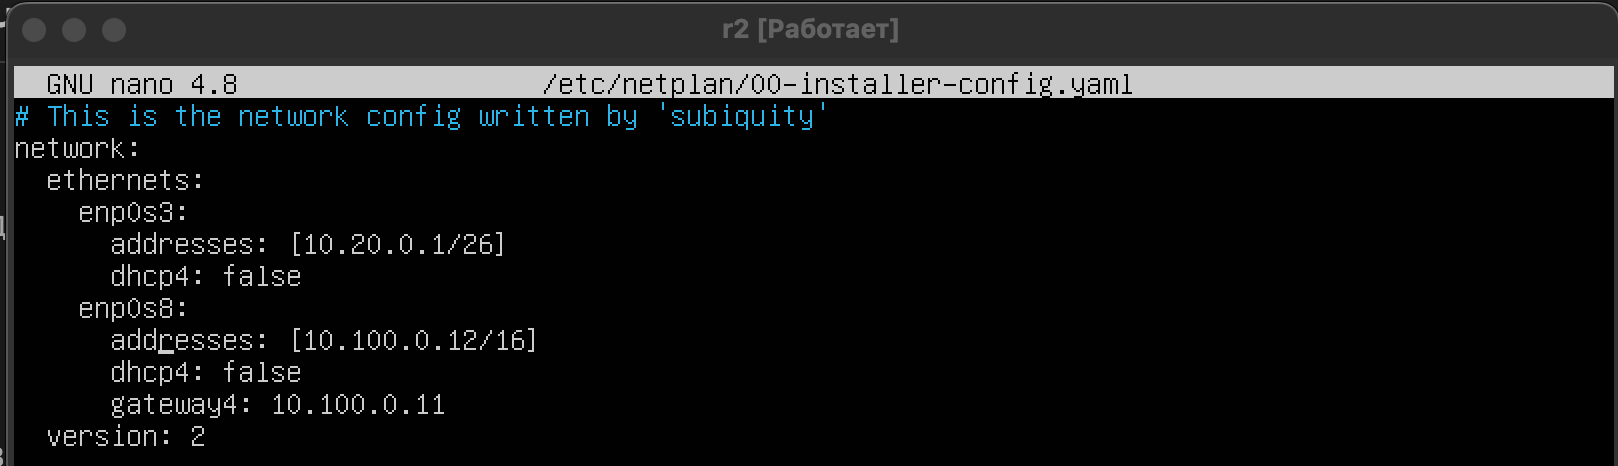 r2 [Работает]
GNU nano 4.8 /etc/netplan/00-installer-config.yaml
# This is the network config written by 'subiquity'
network:
  ethernets:
    enp0s3:
      addresses: [10.20.0.1/26]
      dhcp4: false
    enp0s8:
      addresses: [10.100.0.12/16]
      dhcp4: false
      gateway4: 10.100.0.11
  version: 2